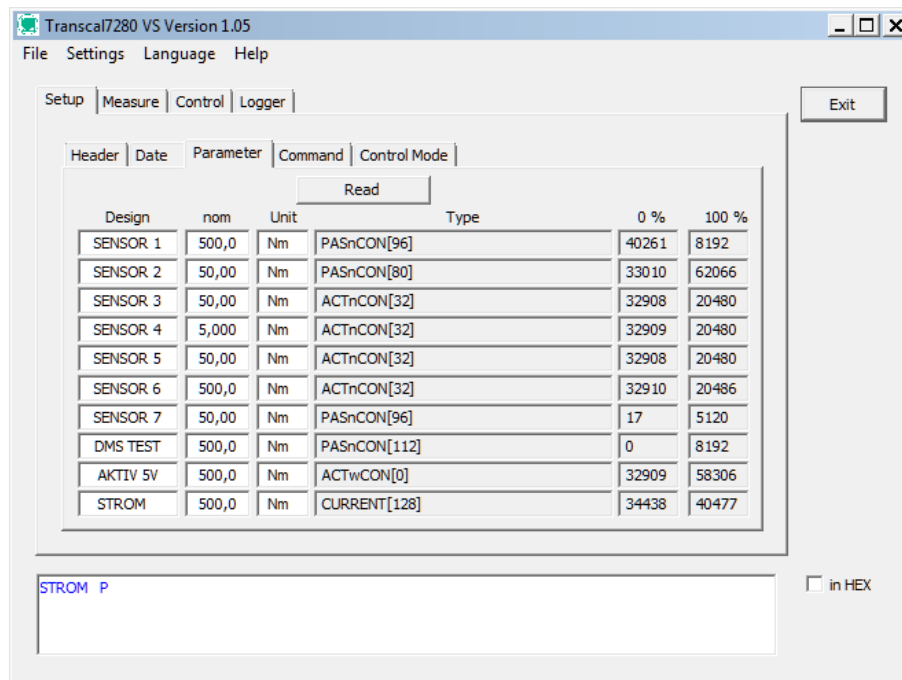 Transcal7280 VS Version 1.05
File Settings Language Help
Setup Measure Control Logger
Exit
Header Date Parameter Command Control Mode
Read
Design nom Unit Type 0 % 100 %
SENSOR 1 500,0 Nm PASnCON[96] 40261 8192
SENSOR 2 50,00 Nm PASnCON[80] 33010 62066
SENSOR 3 50,00 Nm ACTnCON[32] 32908 20480
SENSOR 4 5,000 Nm ACTnCON[32] 32909 20480
SENSOR 5 50,00 Nm ACTnCON[32] 32908 20480
SENSOR 6 500,0 Nm ACTnCON[32] 32910 20486
SENSOR 7 50,00 Nm PASnCON[96] 17 5120
DMS TEST 500,0 Nm PASnCON[112] 0 8192
AKTIV 5V 500,0 Nm ACTwCON[0] 32909 58306
STROM 500,0 Nm CURRENT[128] 34438 40477
STROM P
in HEX